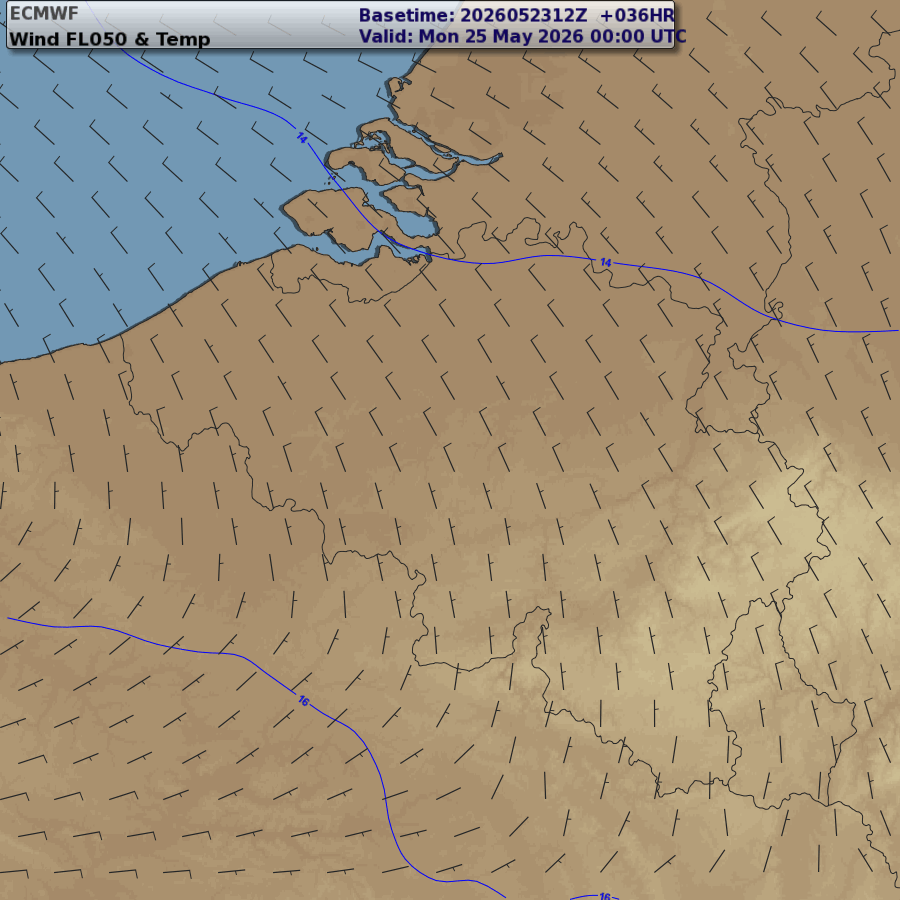 ECMWF
Basetime: 2026052312Z +036HR
Wind FL050 & Temp
Valid: Mon 25 May 2026 00:00 UTC
14
14
16
16